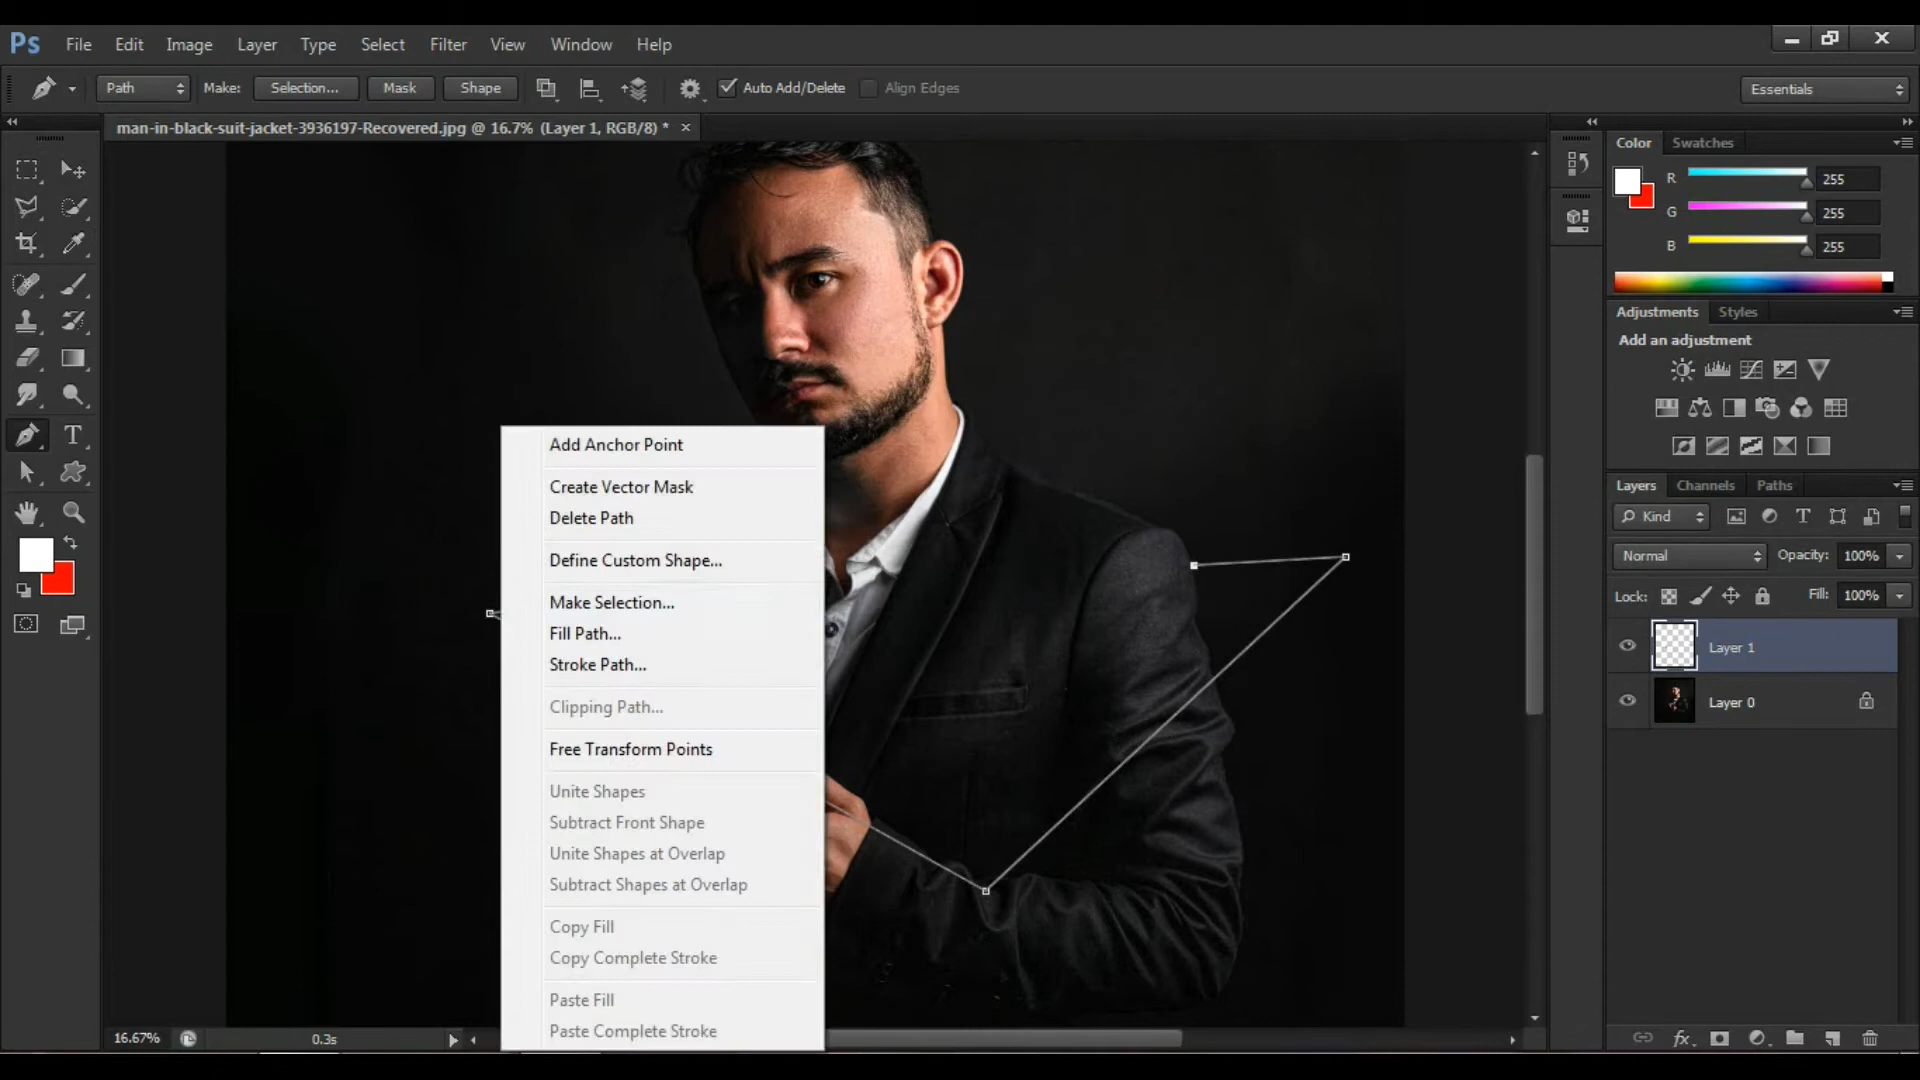 Ps File Edit Image Layer Type Select Filter View Window Help
Path Make: Selection... Mask Shape Auto Add/Delete Align Edges Essentials
man-in-black-suit-jacket-3936197-Recovered.jpg @ 16.7% (Layer 1, RGB/8) * ×
Color Swatches
R 255
G 255
B 255
Adjustments Styles
Add an adjustment
Layers Channels Paths
Kind
Normal Opacity: 100%
Lock: Fill: 100%
Layer 1
Layer 0
Add Anchor Point
Create Vector Mask
Delete Path
Define Custom Shape...
Make Selection...
Fill Path...
Stroke Path...
Clipping Path...
Free Transform Points
Unite Shapes
Subtract Front Shape
Unite Shapes at Overlap
Subtract Shapes at Overlap
Copy Fill
Copy Complete Stroke
Paste Fill
Paste Complete Stroke
16.67% 0.3s